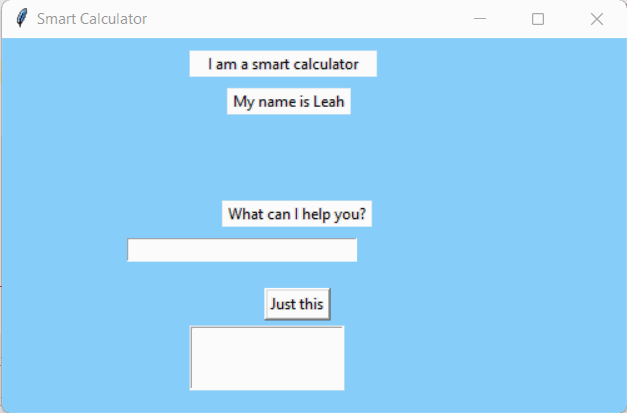 Smart Calculator
I am a smart calculator
My name is Leah
What can I help you?
Just this